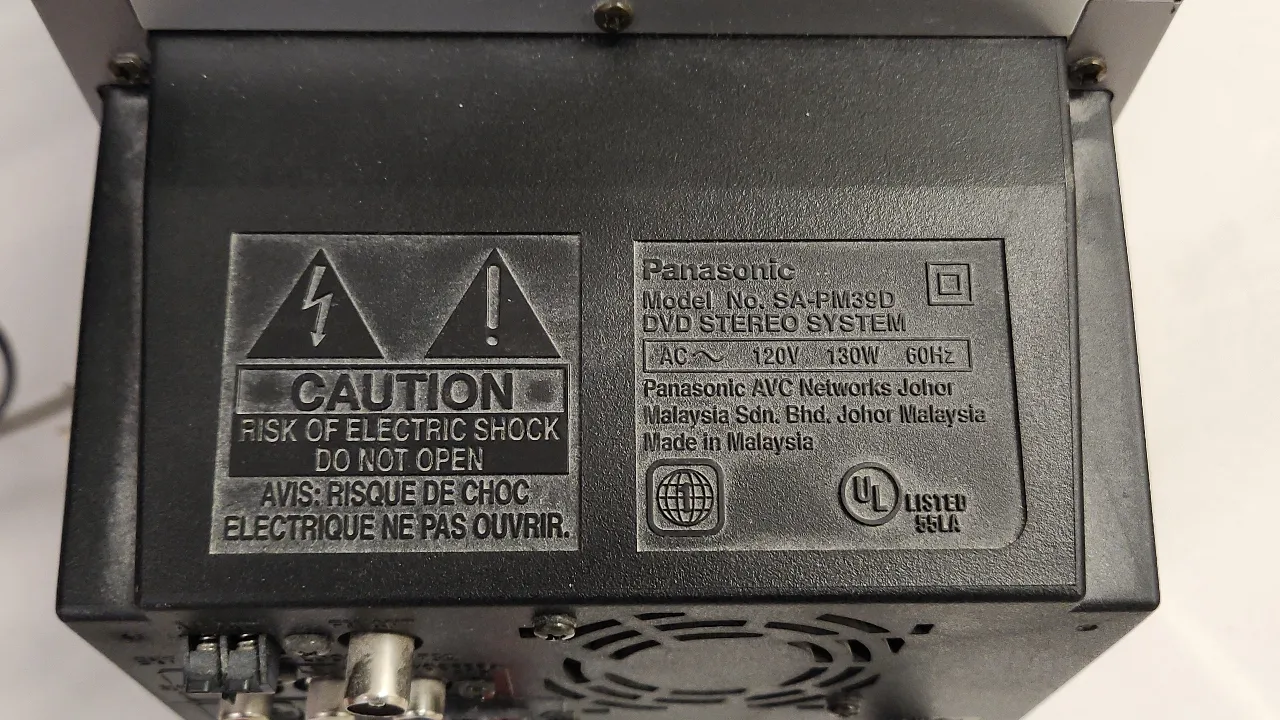 CAUTION
RISK OF ELECTRIC SHOCK
DO NOT OPEN
AVIS: RISQUE DE CHOC
ELECTRIQUE NE PAS OUVRIR.
Panasonic
Model No. SA-PM39D
DVD STEREO SYSTEM
AC 120V 130W 60Hz
Panasonic AVC Networks Johor
Malaysia Sdn. Bhd. Johor Malaysia
Made in Malaysia
1
UL LISTED
55LA